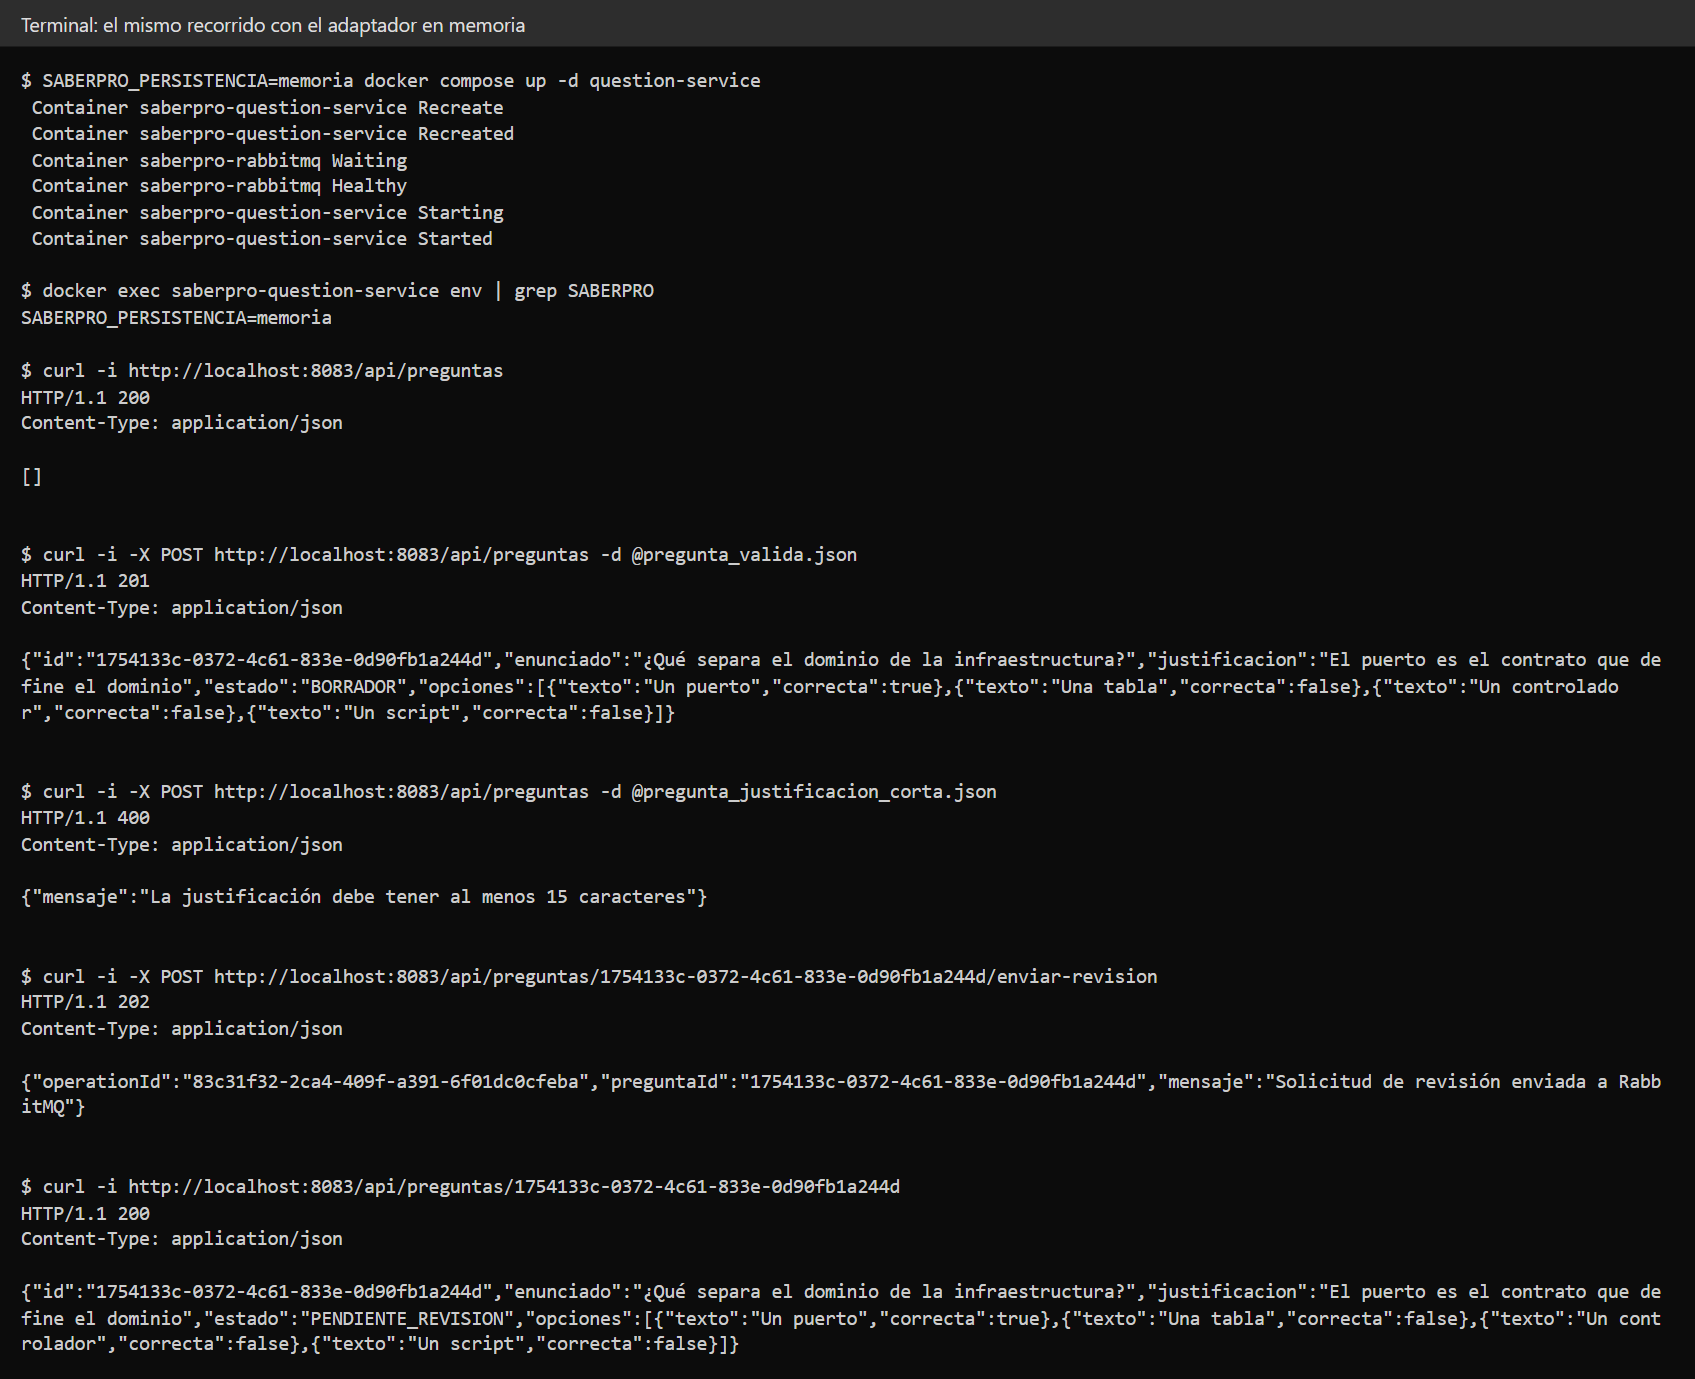 Terminal: el mismo recorrido con el adaptador en memoria
$ SABERPRO_PERSISTENCIA=memoria docker compose up -d question-service
Container saberpro-question-service Recreate
Container saberpro-question-service Recreated
Container saberpro-rabbitmq Waiting
Container saberpro-rabbitmq Healthy
Container saberpro-question-service Starting
Container saberpro-question-service Started
$ docker exec saberpro-question-service env | grep SABERPRO
SABERPRO_PERSISTENCIA=memoria
$ curl -i http://localhost:8083/api/preguntas
HTTP/1.1 200
Content-Type: application/json
[]
$ curl -i -X POST http://localhost:8083/api/preguntas -d @pregunta_valida.json
HTTP/1.1 201
Content-Type: application/json
{"id":"1754133c-0372-4c61-833e-0d90fb1a244d","enunciado":"¿Qué separa el dominio de la infraestructura?","justificacion":"El puerto es el contrato que de
fine el dominio","estado":"BORRADOR","opciones":[{"texto":"Un puerto","correcta":true},{"texto":"Una tabla","correcta":false},{"texto":"Un controlado
r","correcta":false},{"texto":"Un script","correcta":false}]}
$ curl -i -X POST http://localhost:8083/api/preguntas -d @pregunta_justificacion_corta.json
HTTP/1.1 400
Content-Type: application/json
{"mensaje":"La justificación debe tener al menos 15 caracteres"}
$ curl -i -X POST http://localhost:8083/api/preguntas/1754133c-0372-4c61-833e-0d90fb1a244d/enviar-revision
HTTP/1.1 202
Content-Type: application/json
{"operationId":"83c31f32-2ca4-409f-a391-6f01dc0cfeba","preguntaId":"1754133c-0372-4c61-833e-0d90fb1a244d","mensaje":"Solicitud de revisión enviada a Rabb
itMQ"}
$ curl -i http://localhost:8083/api/preguntas/1754133c-0372-4c61-833e-0d90fb1a244d
HTTP/1.1 200
Content-Type: application/json
{"id":"1754133c-0372-4c61-833e-0d90fb1a244d","enunciado":"¿Qué separa el dominio de la infraestructura?","justificacion":"El puerto es el contrato que de
fine el dominio","estado":"PENDIENTE_REVISION","opciones":[{"texto":"Un puerto","correcta":true},{"texto":"Una tabla","correcta":false},{"texto":"Un cont
rolador","correcta":false},{"texto":"Un script","correcta":false}]}